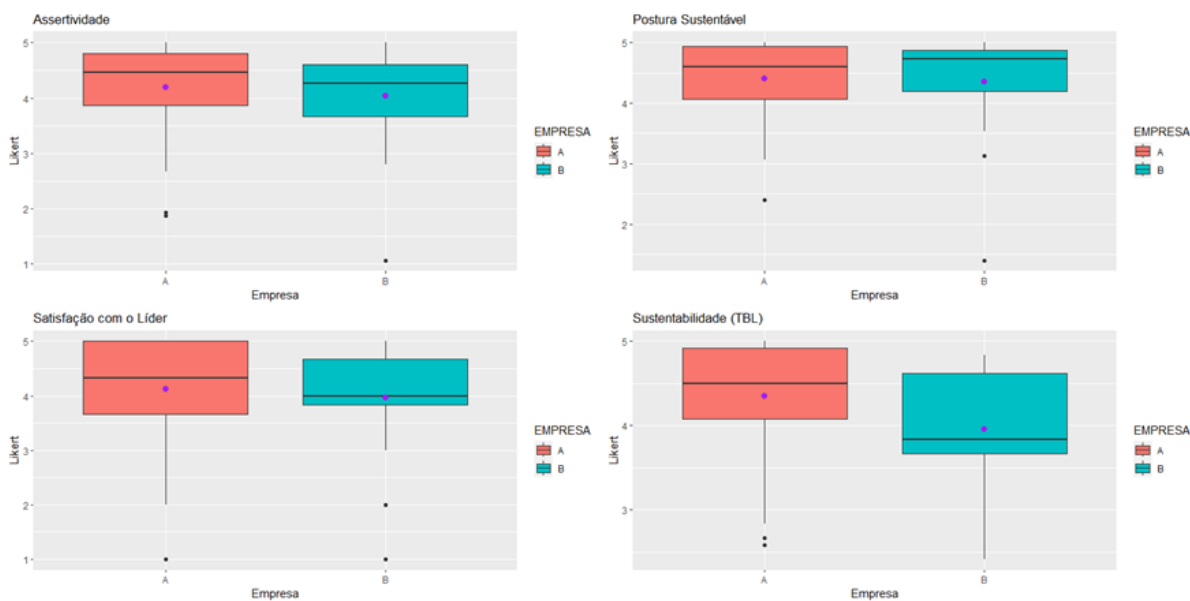 Assertividade
5
4
3
2
1
Likert
A
B
Empresa
EMPRESA
A
B
Postura Sustentável
5
4
3
2
Likert
A
B
Empresa
EMPRESA
A
B
Satisfação com o Líder
5
4
3
2
1
Likert
A
B
Empresa
EMPRESA
A
B
Sustentabilidade (TBL)
5
4
3
Likert
A
B
Empresa
EMPRESA
A
B